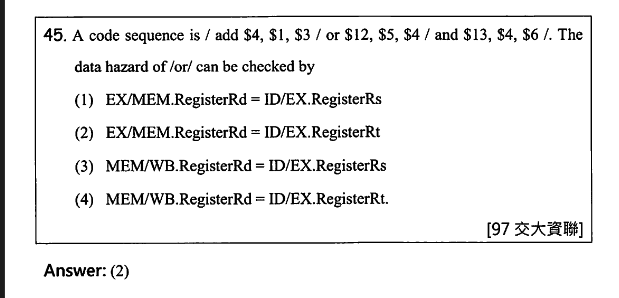 45. A code sequence is / add $4, $1, $3 / or $12, $5, $4 / and $13, $4, $6 /. The
data hazard of /or/ can be checked by
(1) EX/MEM.RegisterRd = ID/EX.RegisterRs
(2) EX/MEM.RegisterRd = ID/EX.RegisterRt
(3) MEM/WB.RegisterRd = ID/EX.RegisterRs
(4) MEM/WB.RegisterRd = ID/EX.RegisterRt.
[97 交大資聯]
Answer: (2)